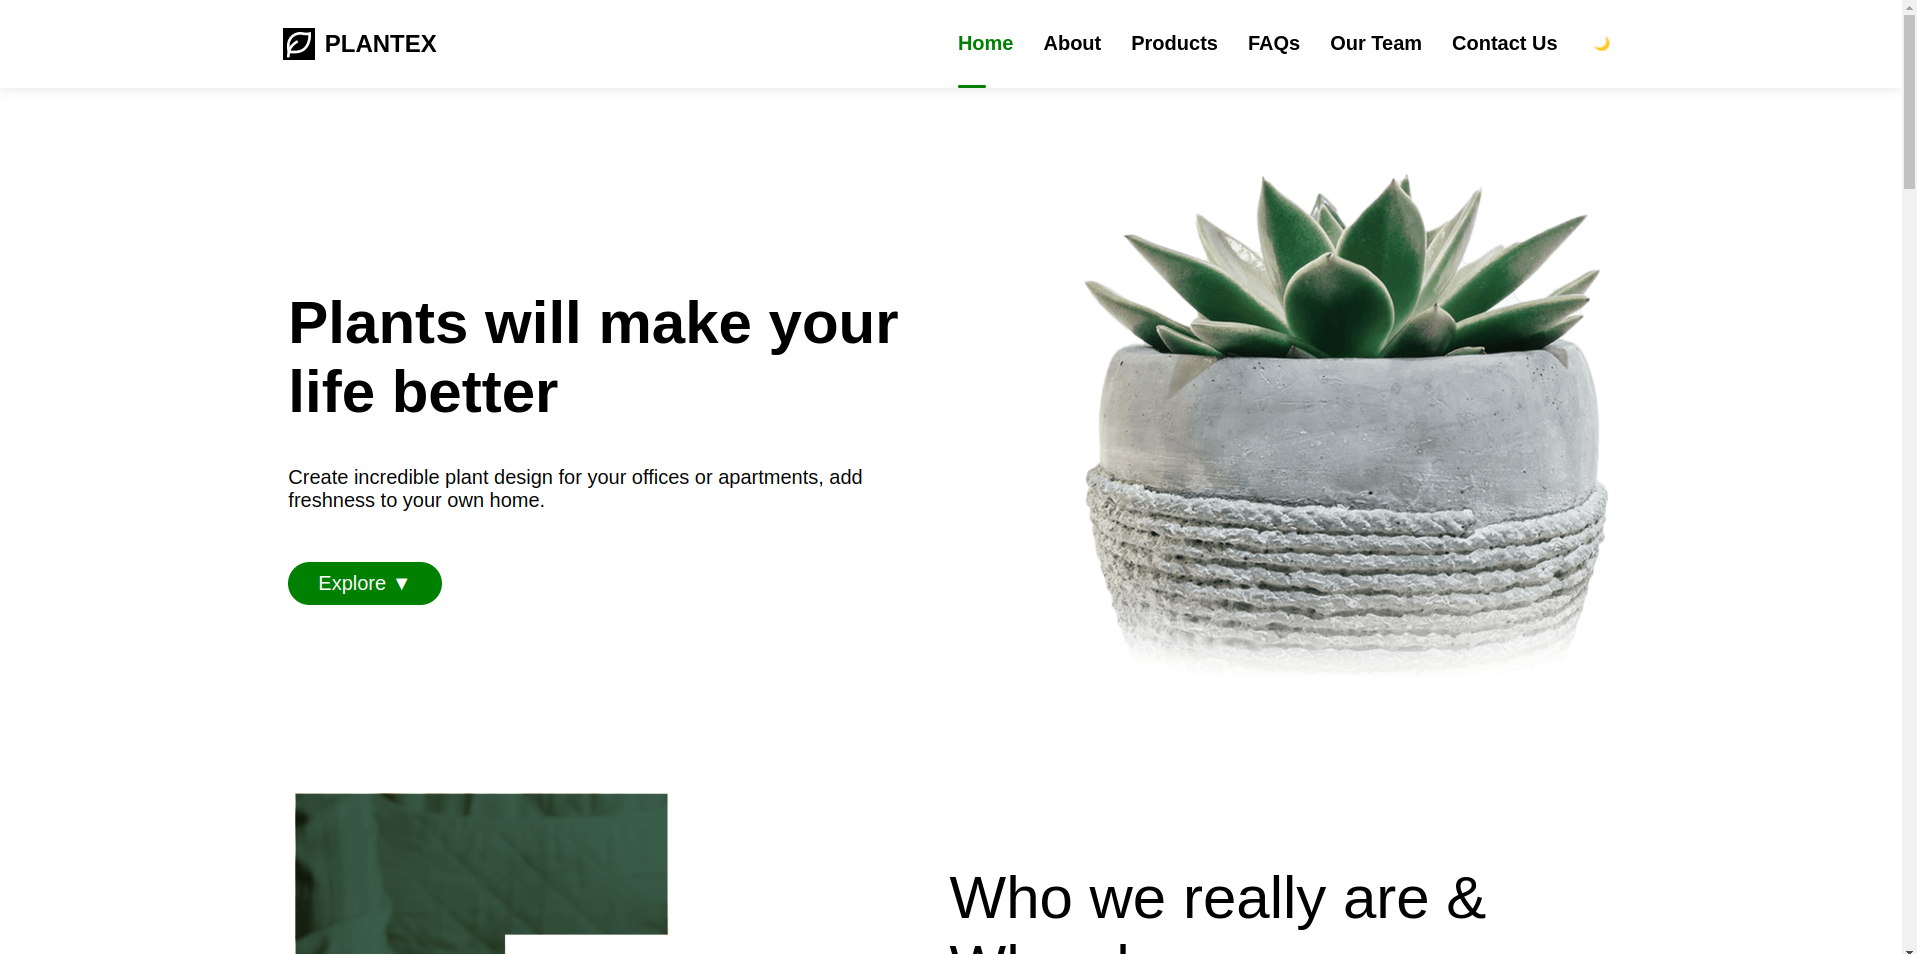 PLANTEX
Home About Products FAQs Our Team Contact Us
Plants will make your
life better
Create incredible plant design for your offices or apartments, add
freshness to your own home.
Explore ▼
Who we really are &